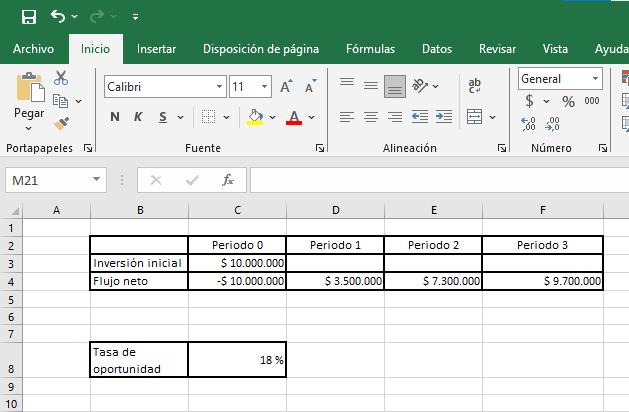 Archivo Inicio Insertar Disposición de página Fórmulas Datos Revisar Vista Ayuda
Calibri 11 A A ab General
Pegar N K S A $ % 000
Portapapeles Fuente Alineación Número
M21 fx
A B C D E F
1
2 Periodo 0 Periodo 1 Periodo 2 Periodo 3
3 Inversión inicial $ 10.000.000
4 Flujo neto -$ 10.000.000 $ 3.500.000 $ 7.300.000 $ 9.700.000
5
6
7
Tasa de
8 oportunidad 18 %
9
10